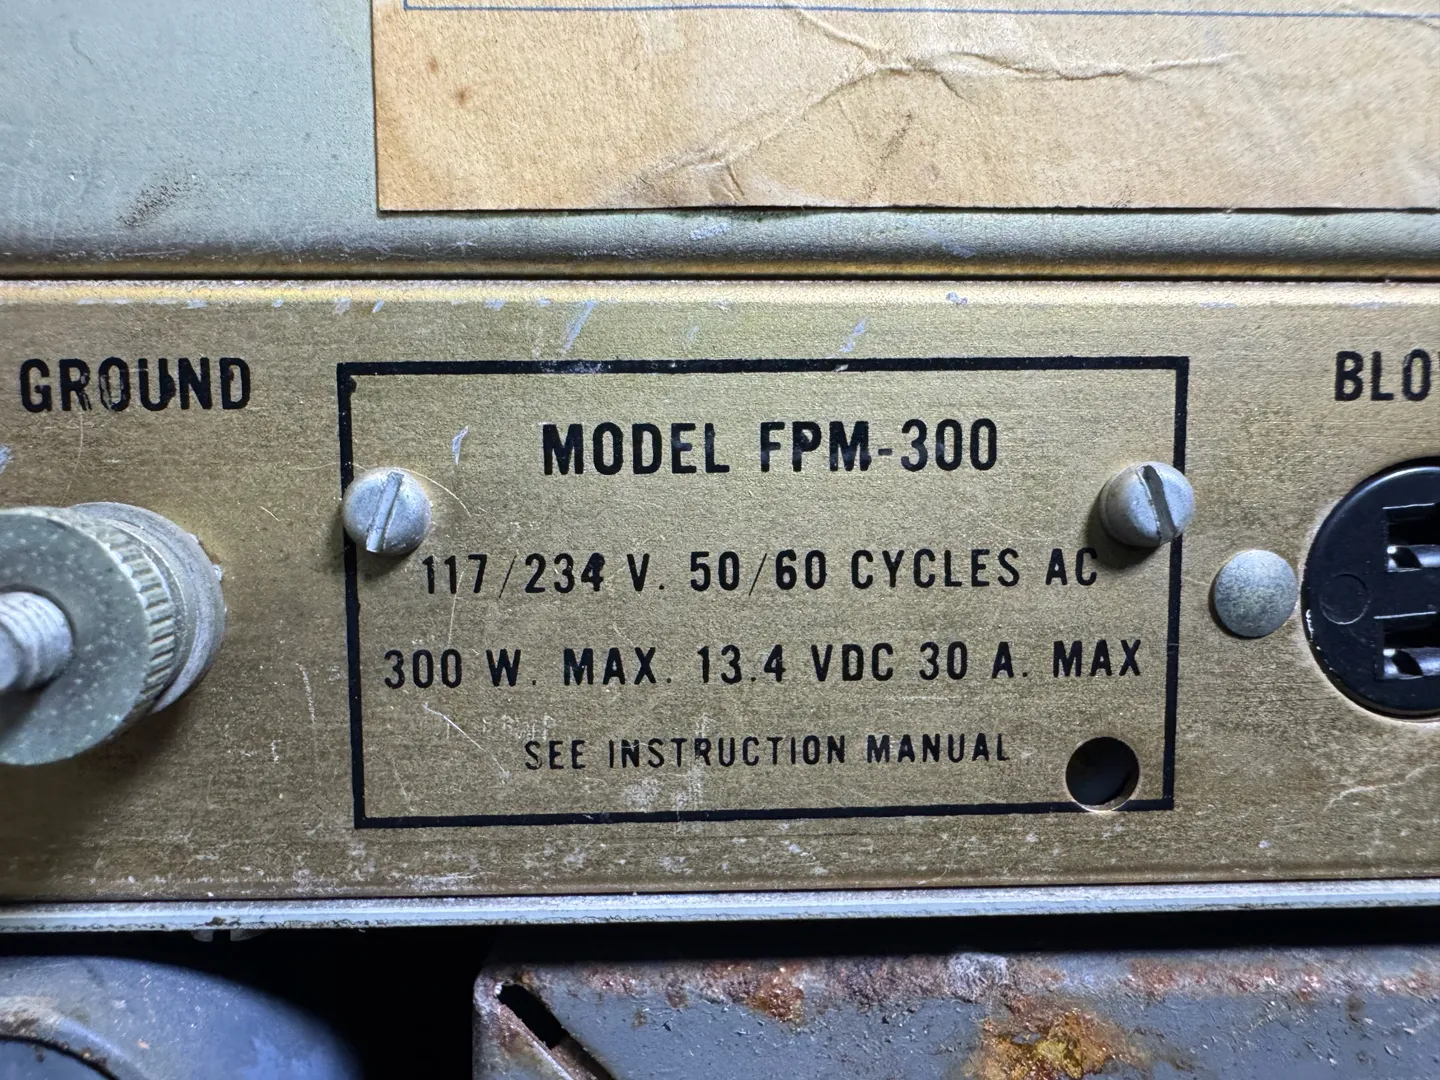 GROUND
MODEL FPM-300
117/234 V. 50/60 CYCLES AC
300 W. MAX. 13.4 VDC 30 A. MAX
SEE INSTRUCTION MANUAL